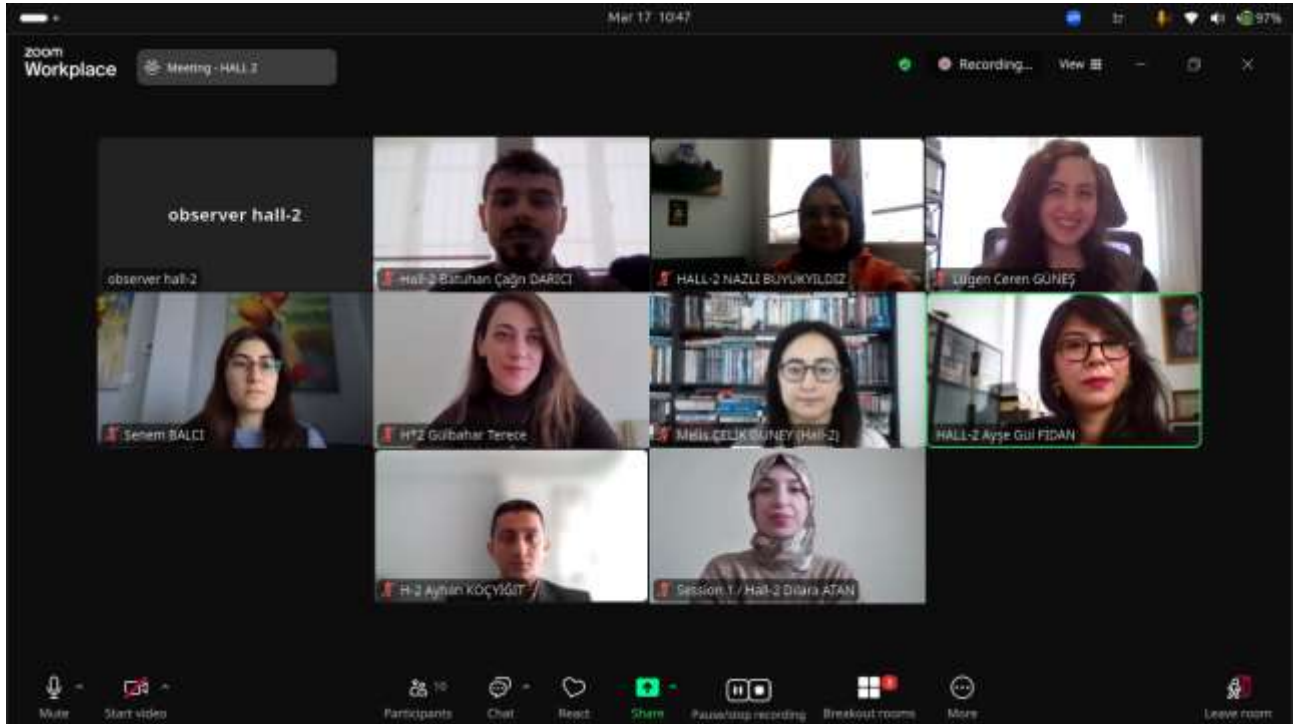 Mar 17 10:47
tr
97%
zoom
Workplace
Meeting - HALL 2
Recording...
View
observer hall-2
observer hall-2
Hall-2 Batuhan Çağrı DARICI
HALL-2 NAZLI BÜYÜKYILDIZ
Lügen Ceren GÜNEŞ
Senem BALCI
H*2 Gülbahar Terece
Melis ÇELİK GÜNEY (Hall-2)
HALL-2 Ayşe Gül FIDAN
H-2 Ayhan KOÇYİĞİT
Session 1 / Hall-2 Dilara ATAN
Mute
Start video
Participants
10
Chat
React
Share
Pause/stop recording
Breakout rooms
3
More
Leave room